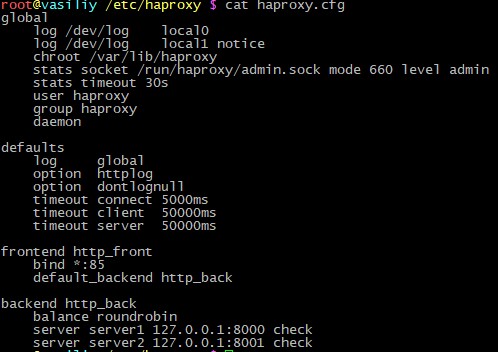 root@vasiliy /etc/haproxy $ cat haproxy.cfg
global
        log /dev/log    local0
        log /dev/log    local1 notice
        chroot /var/lib/haproxy
        stats socket /run/haproxy/admin.sock mode 660 level admin
        stats timeout 30s
        user haproxy
        group haproxy
        daemon

defaults
        log     global
        option  httplog
        option  dontlognull
        timeout connect 5000ms
        timeout client  50000ms
        timeout server  50000ms

frontend http_front
        bind *:85
        default_backend http_back

backend http_back
        balance roundrobin
        server server1 127.0.0.1:8000 check
        server server2 127.0.0.1:8001 check